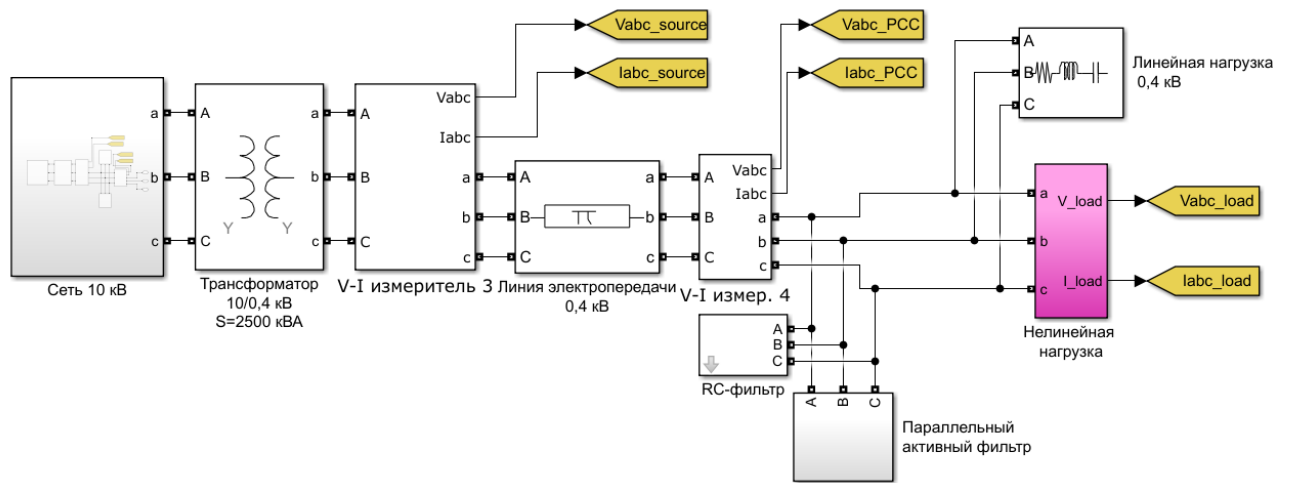 Vabc_source
Iabc_source
Vabc_PCC
Iabc_PCC
A
B
C
Линейная нагрузка
0,4 кВ
a
b
c
Сеть 10 кВ
A
B
C
a
b
c
Y
Y
Трансформатор
10/0,4 кВ
S=2500 кВА
A
B
C
Vabc
Iabc
a
b
c
V-I измеритель 3
A
B
C
a
b
c
Линия электропередачи
0,4 кВ
A
B
C
Vabc
Iabc
a
b
c
V-I измер. 4
a
b
c
V_load
I_load
Нелинейная
нагрузка
Vabc_load
Iabc_load
A
B
C
RC-фильтр
A
B
C
Параллельный
активный фильтр